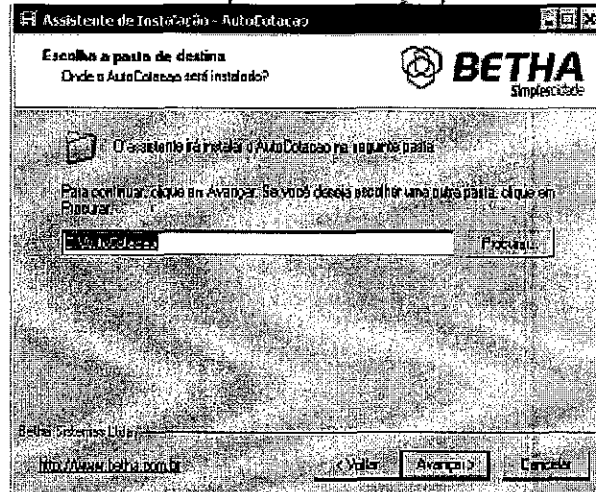 Assistente de Instalação - AutoCotacao
Escolha a pasta de destino
Onde o AutoCotacao será instalado?
BETHA
Simplescidade
O assistente irá instalar o AutoCotacao na seguinte pasta
Para continuar, clique em Avançar. Se você deseja escolher uma outra pasta, clique em
Procurar.
\AutoCotacao
Procurar...
Betha Sistemas Ltda
http://www.betha.com.br
< Voltar
Avançar >
Cancelar